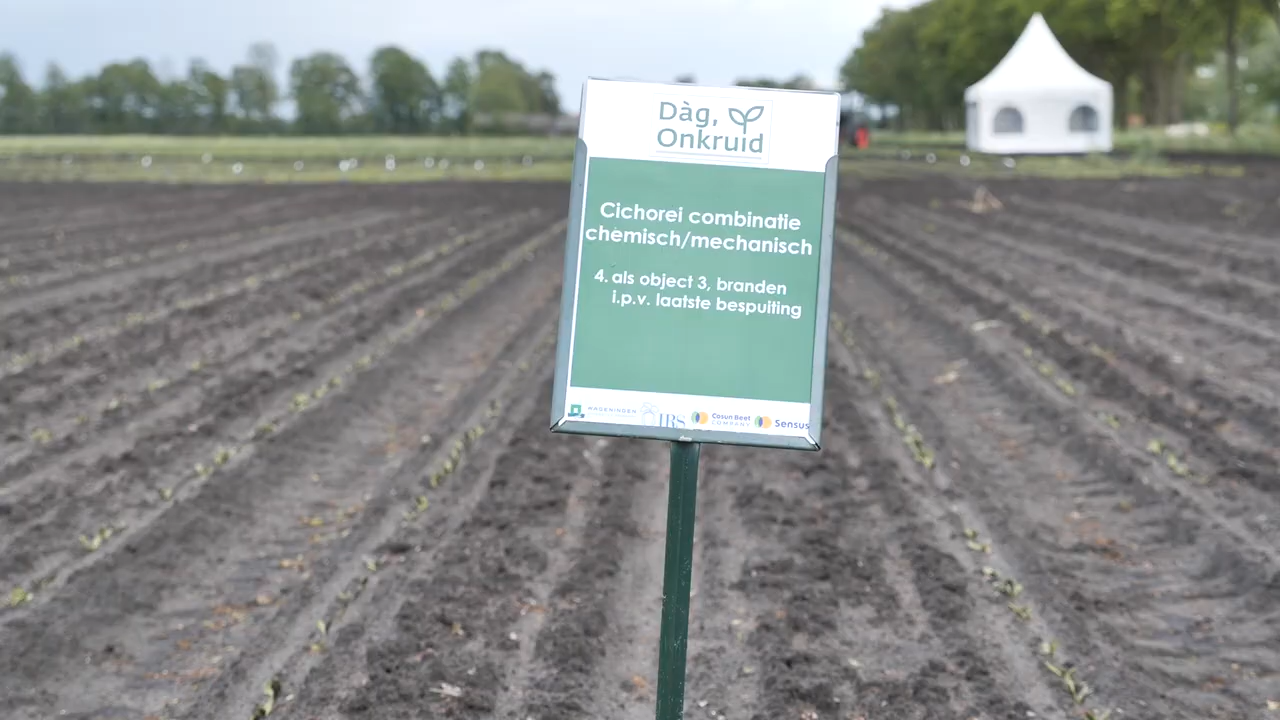 Dàg,
Onkruid
Cichorei combinatie
chemisch/mechanisch
4. als object 3, branden
i.p.v. laatste bespuiting
WAGENINGEN
IRS
Cosun Beet
COMPANY
Sensus